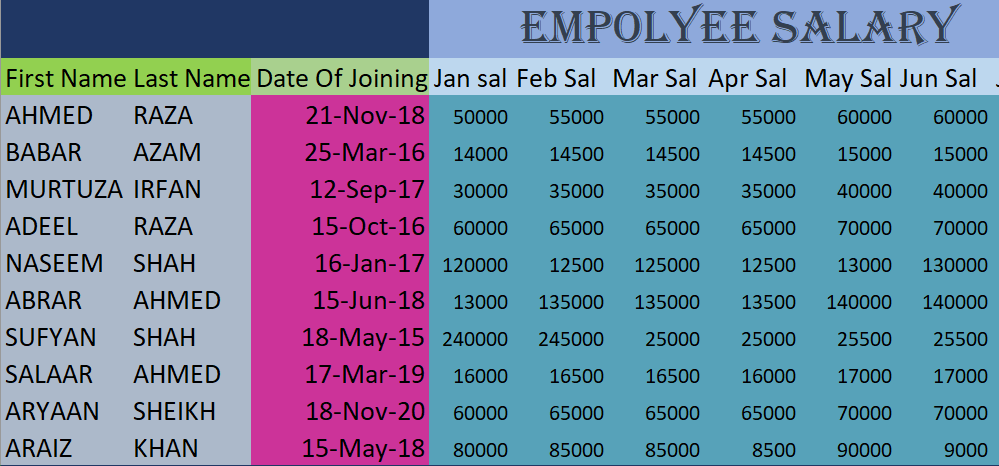 EMPOLYEE SALARY
First Name Last Name Date Of Joining Jan sal Feb Sal Mar Sal Apr Sal May Sal Jun Sal
AHMED RAZA 21-Nov-18 50000 55000 55000 55000 60000 60000
BABAR AZAM 25-Mar-16 14000 14500 14500 14500 15000 15000
MURTUZA IRFAN 12-Sep-17 30000 35000 35000 35000 40000 40000
ADEEL RAZA 15-Oct-16 60000 65000 65000 65000 70000 70000
NASEEM SHAH 16-Jan-17 120000 12500 125000 12500 13000 130000
ABRAR AHMED 15-Jun-18 13000 135000 135000 13500 140000 140000
SUFYAN SHAH 18-May-15 240000 245000 25000 25000 25500 25500
SALAAR AHMED 17-Mar-19 16000 16500 16500 16000 17000 17000
ARYAAN SHEIKH 18-Nov-20 60000 65000 65000 65000 70000 70000
ARAIZ KHAN 15-May-18 80000 85000 85000 8500 90000 9000